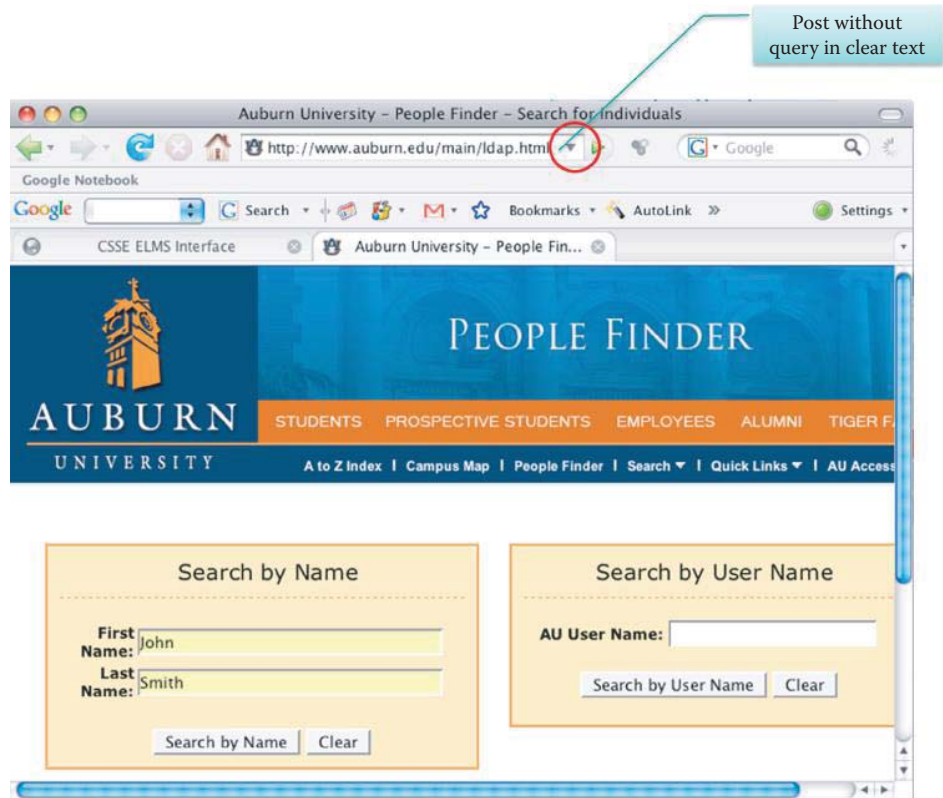 Post without
query in clear text
Auburn University – People Finder – Search for Individuals
http://www.auburn.edu/main/ldap.html
G Google
Google Notebook
Google
G Search
Bookmarks
AutoLink »
Settings
CSSE ELMS Interface
Auburn University – People Fin...
PEOPLE FINDER
AUBURN
UNIVERSITY
STUDENTS PROSPECTIVE STUDENTS EMPLOYEES ALUMNI TIGER FA
A to Z Index | Campus Map | People Finder | Search ▾ | Quick Links ▾ | AU Access
Search by Name
First
Name: John
Last
Name: Smith
Search by Name Clear
Search by User Name
AU User Name:
Search by User Name Clear